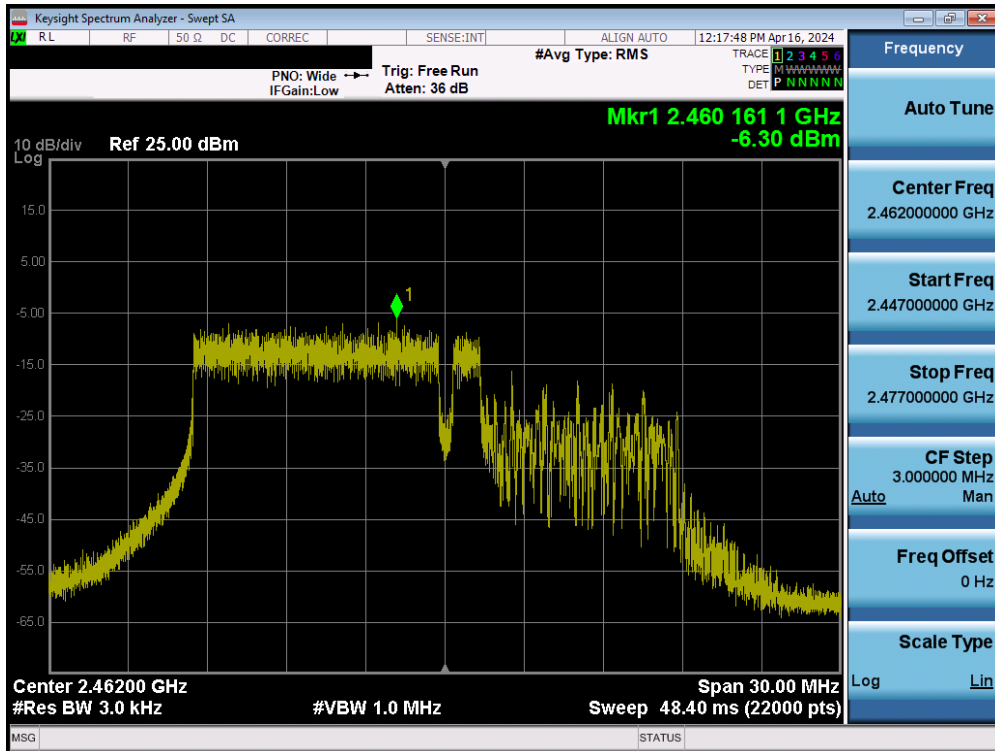 Keysight Spectrum Analyzer - Swept SA
LXI RL RF 50 Ω DC CORREC SENSE:INT ALIGN AUTO 12:17:48 PM Apr 16, 2024
#Avg Type: RMS TRACE 1 2 3 4 5 6
PNO: Wide Trig: Free Run TYPE M W W W W W
IFGain:Low Atten: 36 dB DET P N N N N N
Mkr1 2.460 161 1 GHz
10 dB/div Ref 25.00 dBm -6.30 dBm
Log
15.0
5.00
1
-5.00
-15.0
-25.0
-35.0
-45.0
-55.0
-65.0
Center 2.46200 GHz Span 30.00 MHz
#Res BW 3.0 kHz #VBW 1.0 MHz Sweep 48.40 ms (22000 pts)
MSG STATUS
Frequency
Auto Tune
Center Freq
2.462000000 GHz
Start Freq
2.447000000 GHz
Stop Freq
2.477000000 GHz
CF Step
3.000000 MHz
Auto Man
Freq Offset
0 Hz
Scale Type
Log Lin